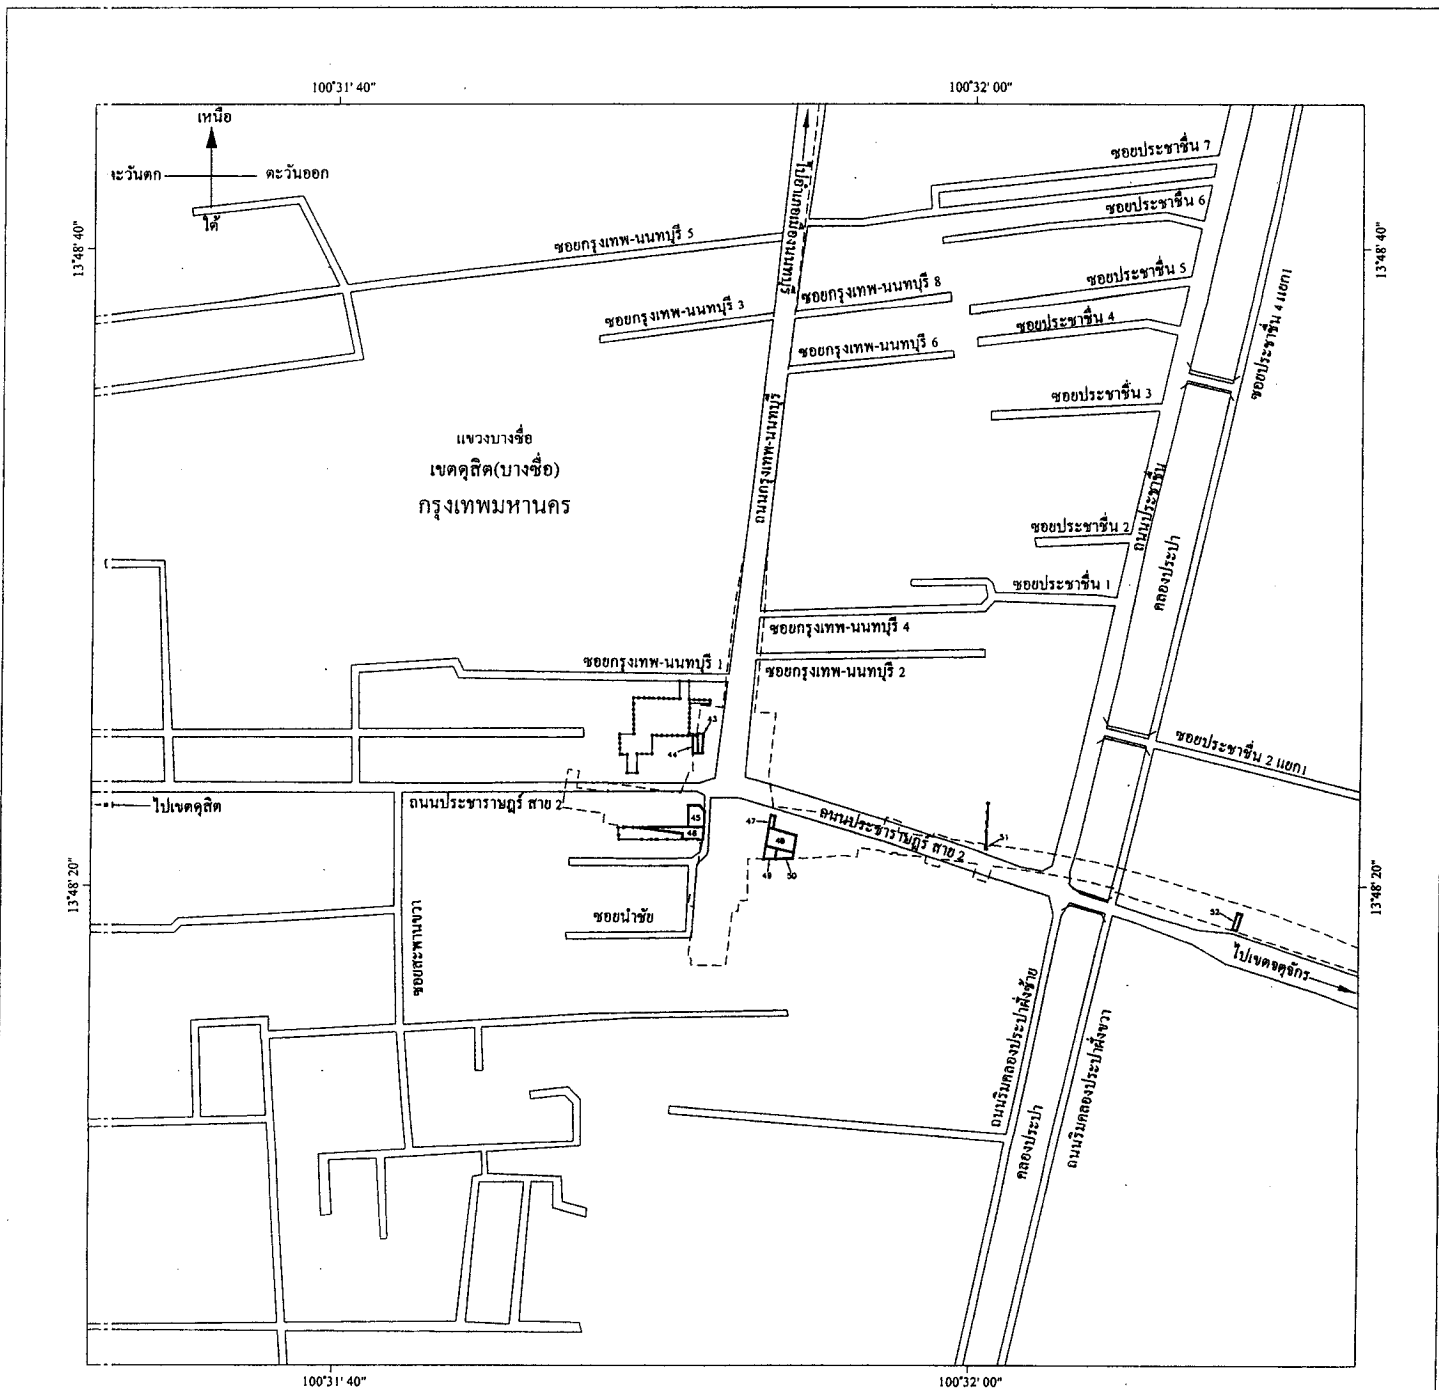 100°31' 40"
100°32' 00"
เหนือ
ะวันตก
ตะวันออก
ใต้
13°48' 40"
13°48' 40"
ไปอำเภอเมืองนนทบุรี
ซอยประชาชื่น 7
ซอยประชาชื่น 6
ซอยกรุงเทพ-นนทบุรี 5
ซอยประชาชื่น 5
ซอยกรุงเทพ-นนทบุรี 8
ซอยกรุงเทพ-นนทบุรี 3
ซอยประชาชื่น 4
ซอยประชาชื่น 4 แยก1
ซอยกรุงเทพ-นนทบุรี 6
ซอยประชาชื่น 3
แขวงบางซื่อ
เขตดุสิต(บางซื่อ)
กรุงเทพมหานคร
ถนนกรุงเทพ-นนทบุรี
ถนนประชาชื่น
ซอยประชาชื่น 2
คลองประปา
ซอยประชาชื่น 1
ซอยกรุงเทพ-นนทบุรี 4
ซอยกรุงเทพ-นนทบุรี 1
ซอยกรุงเทพ-นนทบุรี 2
43
44
ซอยประชาชื่น 2 แยก1
ไปเขตดุสิต
ถนนประชาราษฎร์ สาย 2
45
46
47
48
49
50
ถนนประชาราษฎร์ สาย 2
51
13°48' 20"
13°48' 20"
ซอยนำชัย
52
ไปเขตจตุจักร
ถนนริมคลองประปาฝั่งซ้าย
ถนนริมคลองประปาฝั่งขวา
คลองประปา
100°31' 40"
100°32' 00"